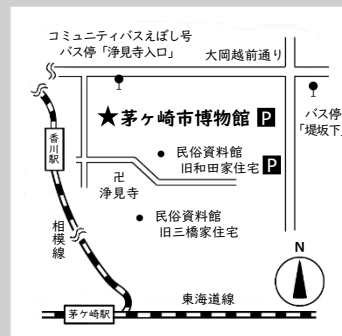 コミュニティバスえぼし号
バス停「浄見寺入口」
大岡越前通り
★茅ヶ崎市博物館 P
バス停
「堤坂下」
香川駅
民俗資料館
旧和田家住宅 P
卍
浄見寺
民俗資料館
旧三橋家住宅
相模線
N
東海道線
茅ケ崎駅